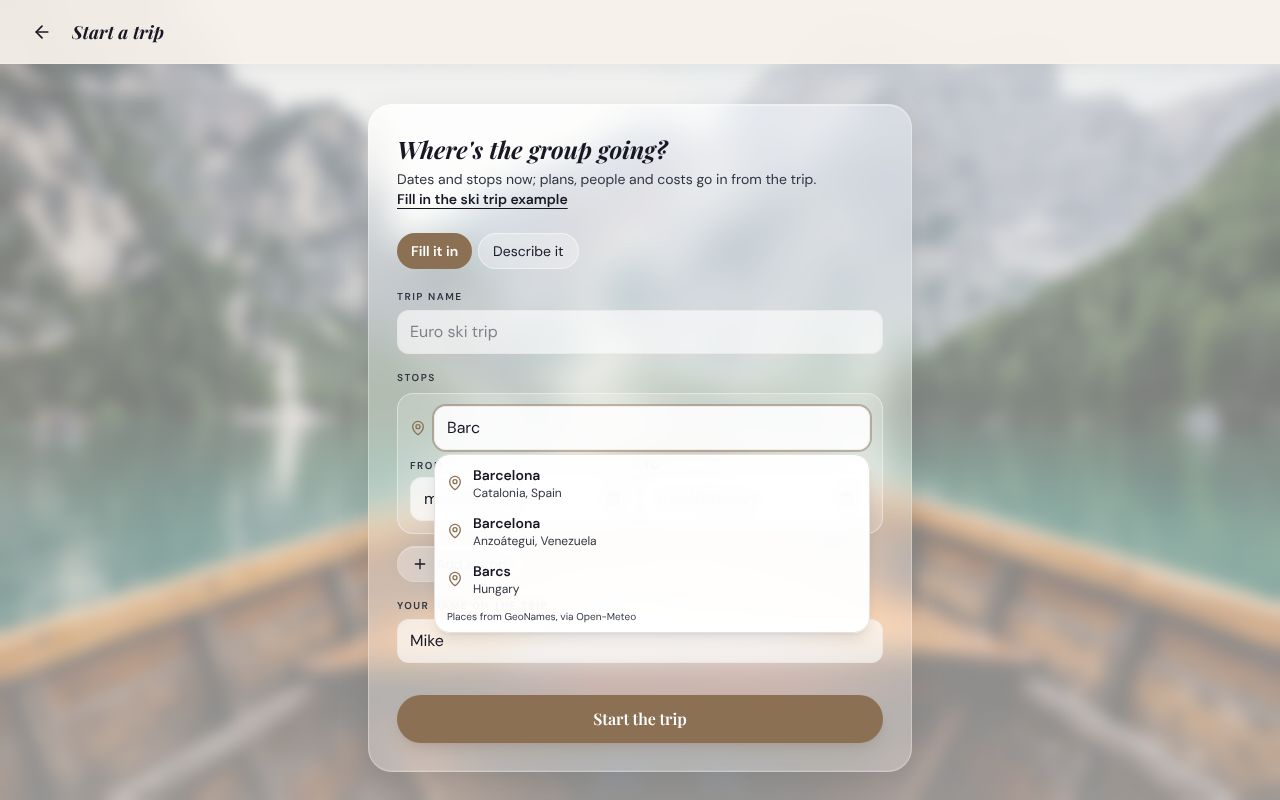 Start a trip
Where's the group going?
Dates and stops now; plans, people and costs go in from the trip.
Fill in the ski trip example
Fill it in
Describe it
TRIP NAME
Euro ski trip
STOPS
Barc
Barcelona
Catalonia, Spain
Barcelona
Anzoátegui, Venezuela
Barcs
Hungary
Places from GeoNames, via Open-Meteo
YOUR
Mike
Start the trip